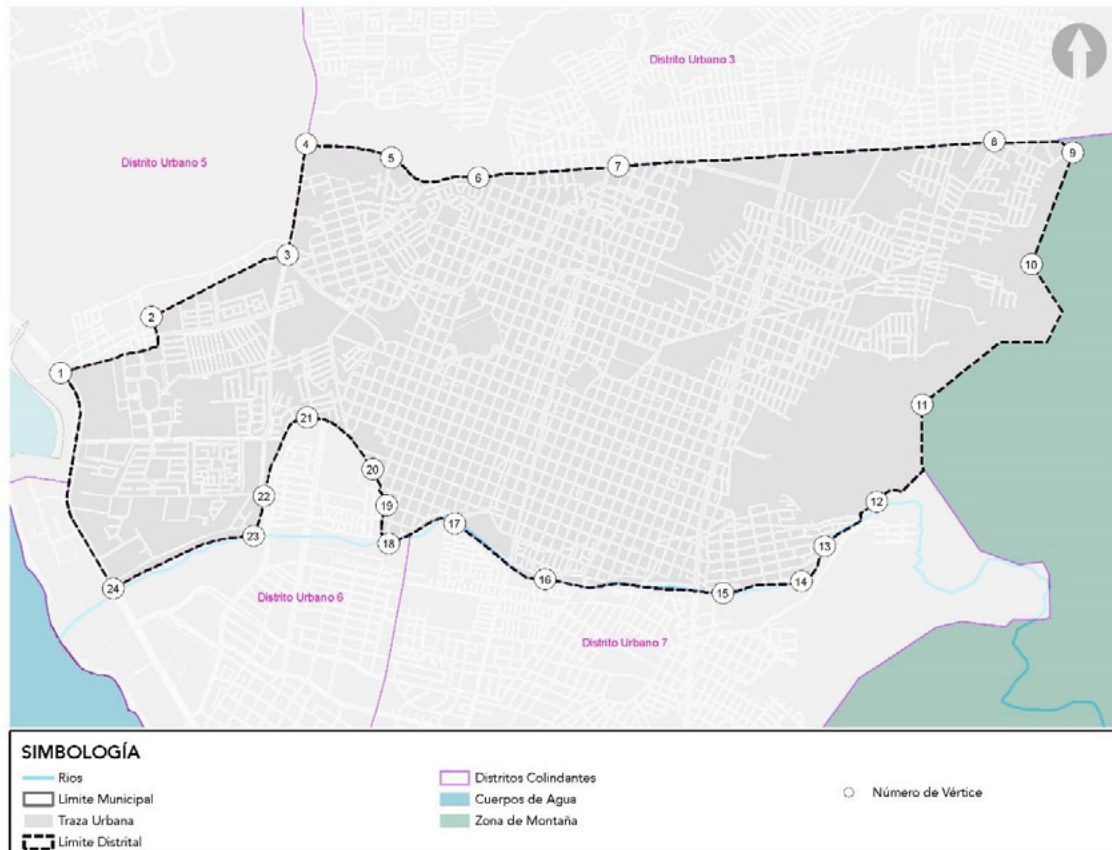 Distrito Urbano 3
Distrito Urbano 5
4
5
6
7
8
9
3
10
2
1
11
21
20
22
19
12
17
23
18
13
16
14
24
15
Distrito Urbano 6
Distrito Urbano 7
SIMBOLOGÍA
Rios
Límite Municipal
Traza Urbana
Límite Distrital
Distritos Colindantes
Cuerpos de Agua
Zona de Montaña
Número de Vértice